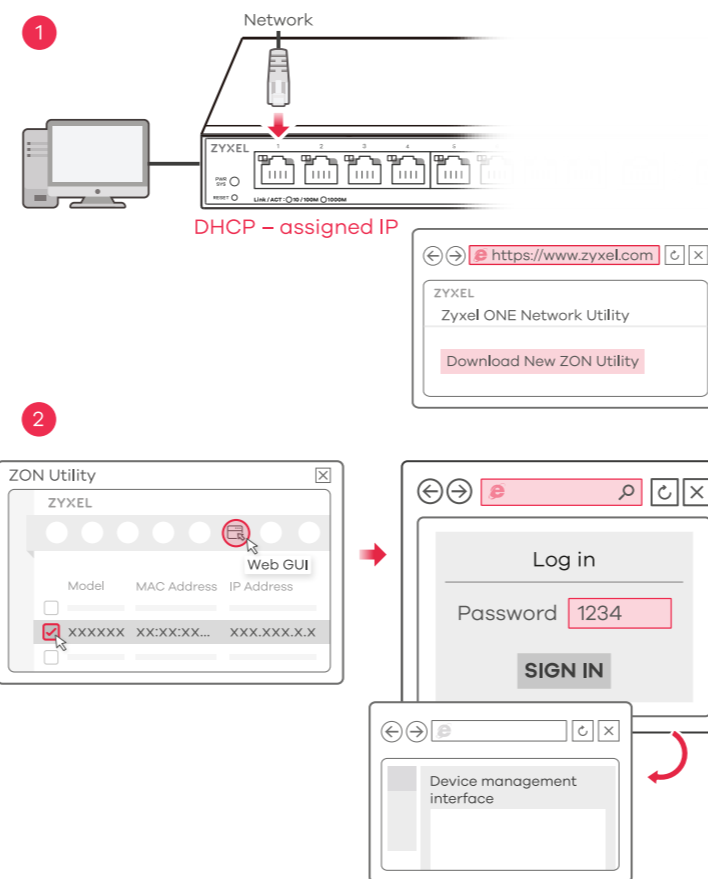 1
Network
ZYXEL
1 2 3 4 5
PWR
SYS
RESET
Link / ACT : 10 / 100M 1000M
DHCP – assigned IP
https://www.zyxel.com
ZYXEL
Zyxel ONE Network Utility
Download New ZON Utility
2
ZON Utility
ZYXEL
Web GUI
Model MAC Address IP Address
XXXXXX XX:XX:XX... XXX.XXX.X.X
Log in
Password 1234
SIGN IN
Device management
interface